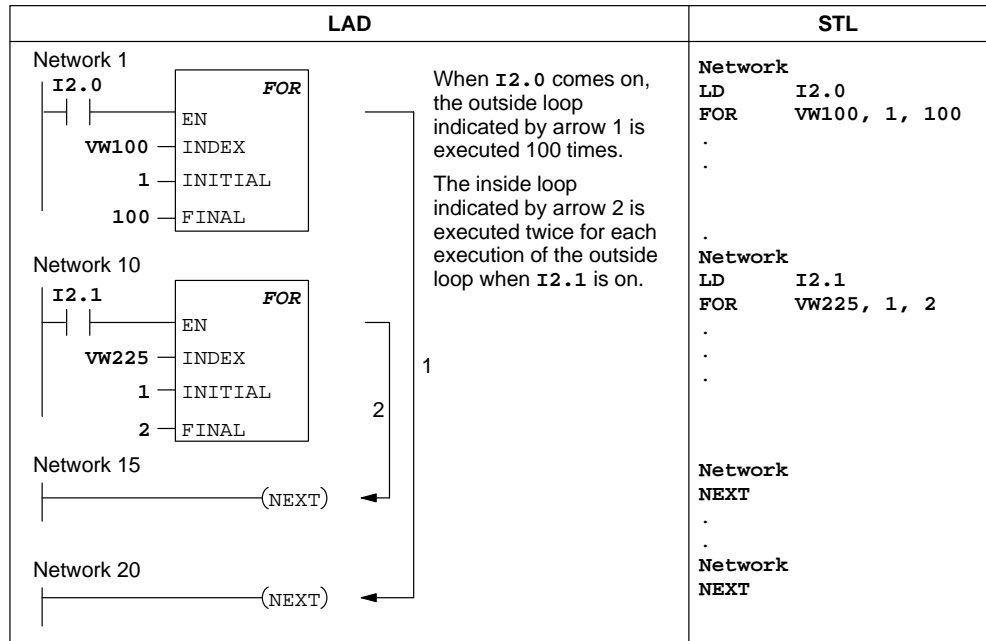 LAD
STL
Network 1
I2.0
FOR
EN
VW100
INDEX
1
INITIAL
100
FINAL
When I2.0 comes on,
the outside loop
indicated by arrow 1 is
executed 100 times.
The inside loop
indicated by arrow 2 is
executed twice for each
execution of the outside
loop when I2.1 is on.
Network 10
I2.1
FOR
EN
VW225
INDEX
1
INITIAL
2
FINAL
1
2
Network 15
(NEXT)
Network 20
(NEXT)
Network
LD I2.0
FOR VW100, 1, 100
.
.
.
Network
LD I2.1
FOR VW225, 1, 2
.
.
.
Network
NEXT
.
.
Network
NEXT